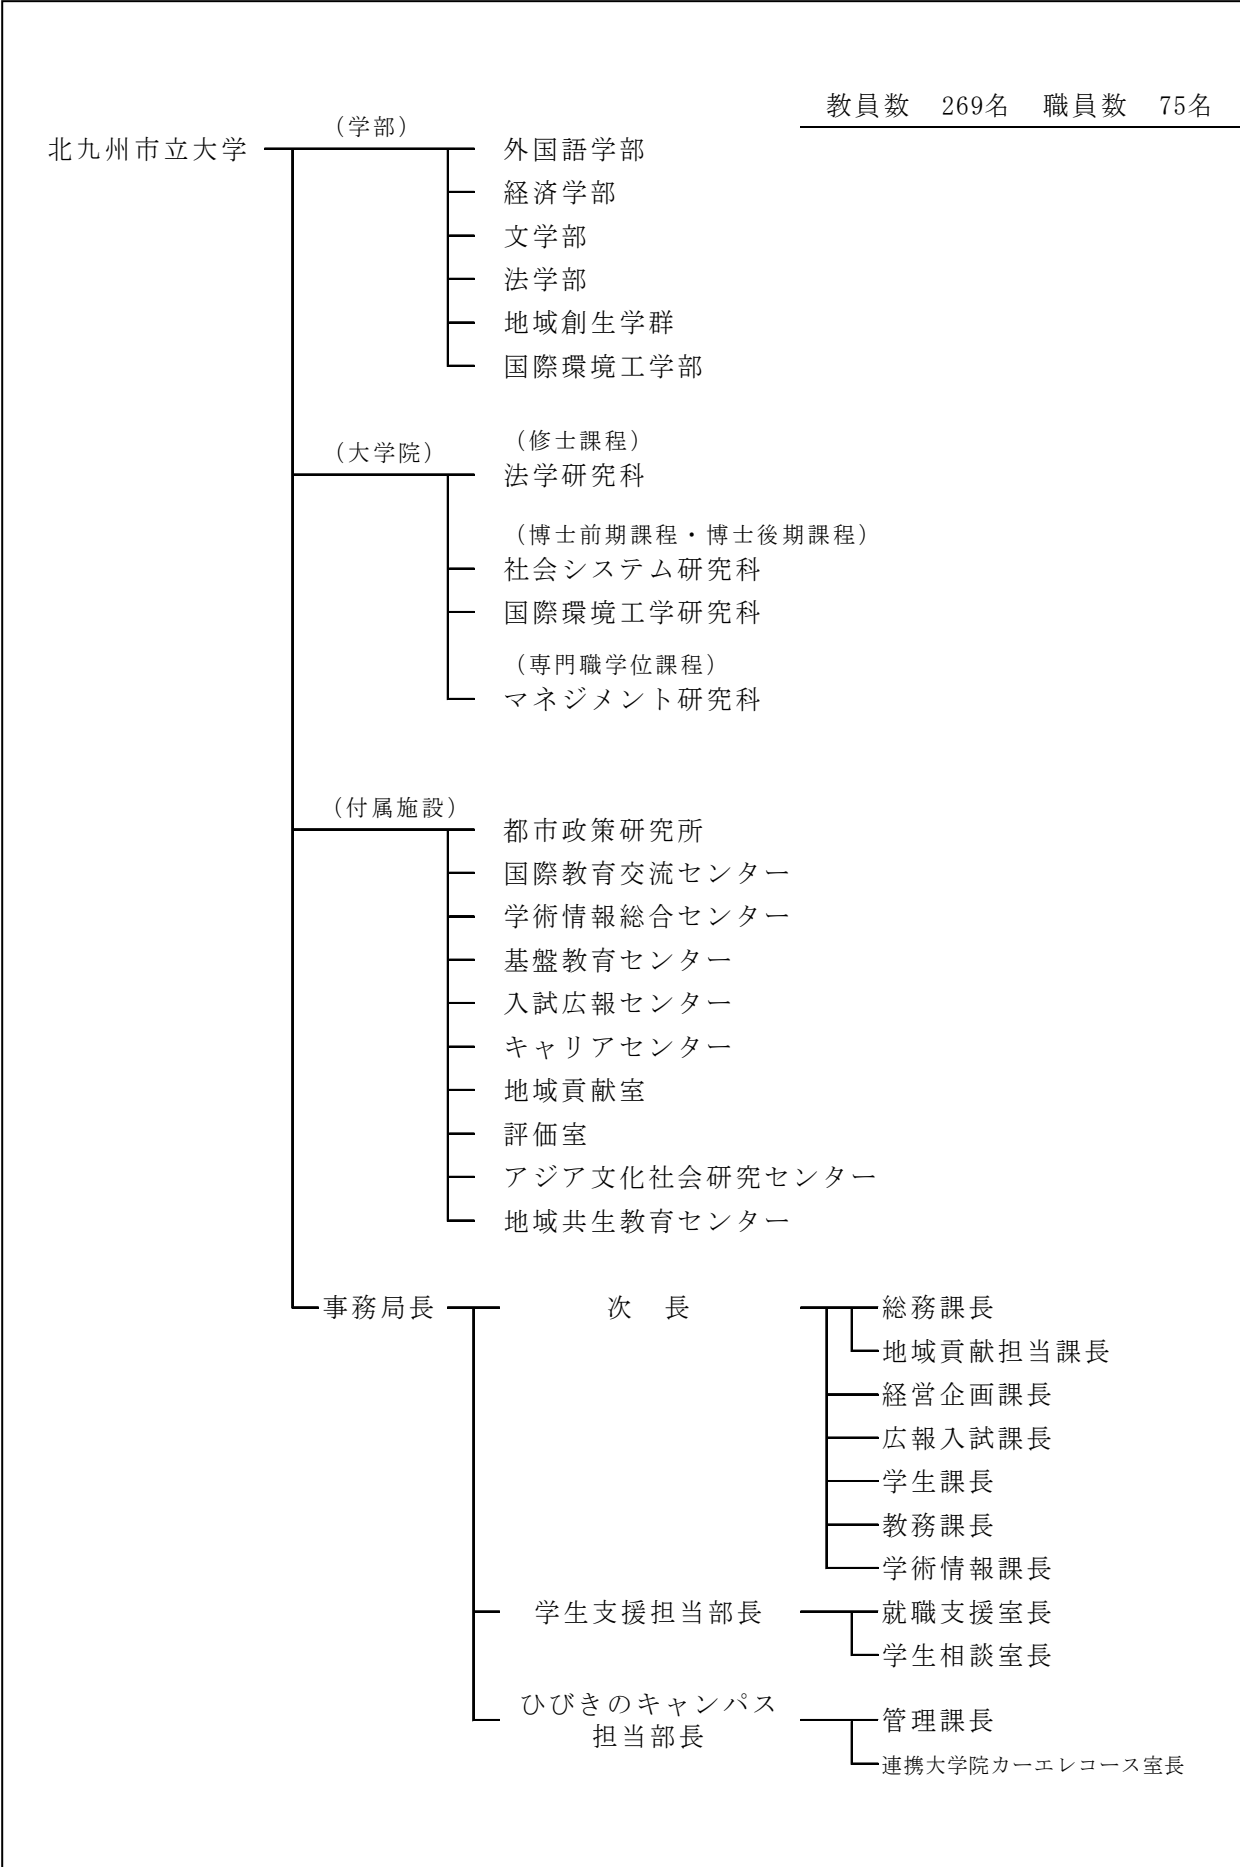 教員数　269名　職員数　75名
（学部）
北九州市立大学　外国語学部
経済学部
文学部
法学部
地域創生学群
国際環境工学部
（大学院）　（修士課程）
法学研究科
（博士前期課程・博士後期課程）
社会システム研究科
国際環境工学研究科
（専門職学位課程）
マネジメント研究科
（付属施設）
都市政策研究所
国際教育交流センター
学術情報総合センター
基盤教育センター
入試広報センター
キャリアセンター
地域貢献室
評価室
アジア文化社会研究センター
地域共生教育センター
事務局長　次　長　総務課長
地域貢献担当課長
経営企画課長
広報入試課長
学生課長
教務課長
学術情報課長
学生支援担当部長　就職支援室長
学生相談室長
ひびきのキャンパス
担当部長　管理課長
連携大学院カーエレコース室長